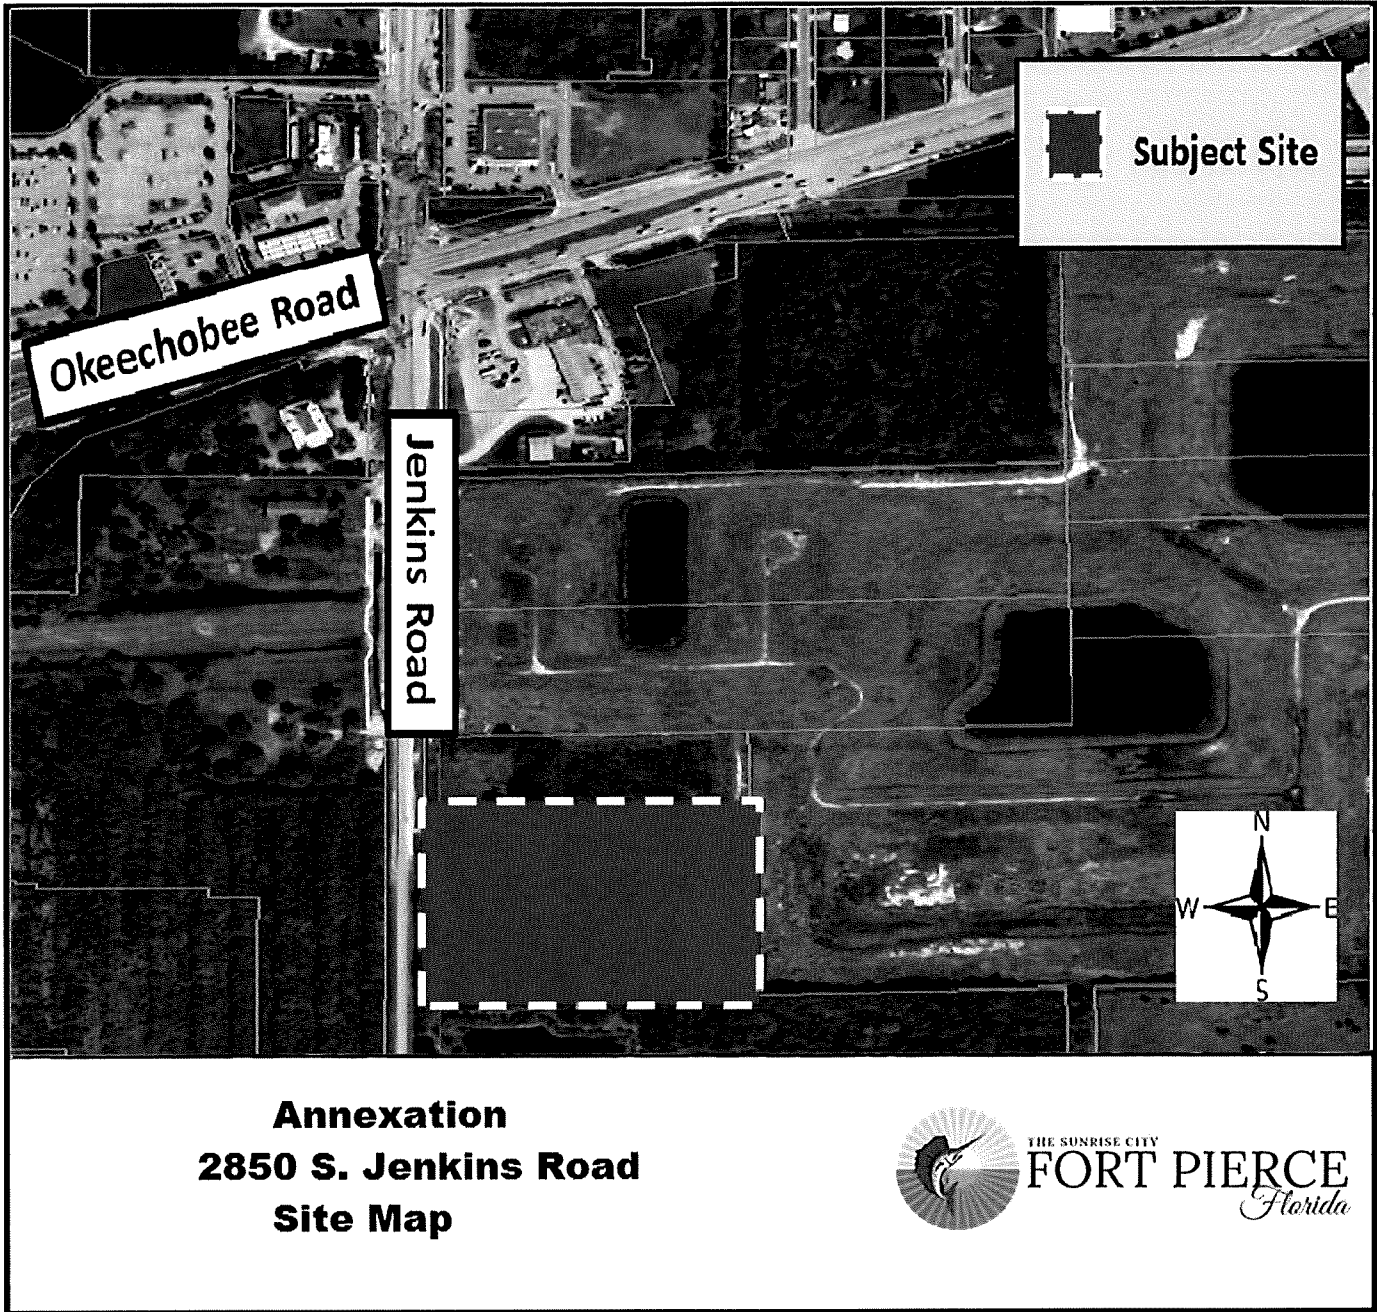 Subject Site
Okeechobee Road
Jenkins Road
N
W E
S
Annexation
2850 S. Jenkins Road
Site Map
THE SUNRISE CITY
FORT PIERCE
Florida